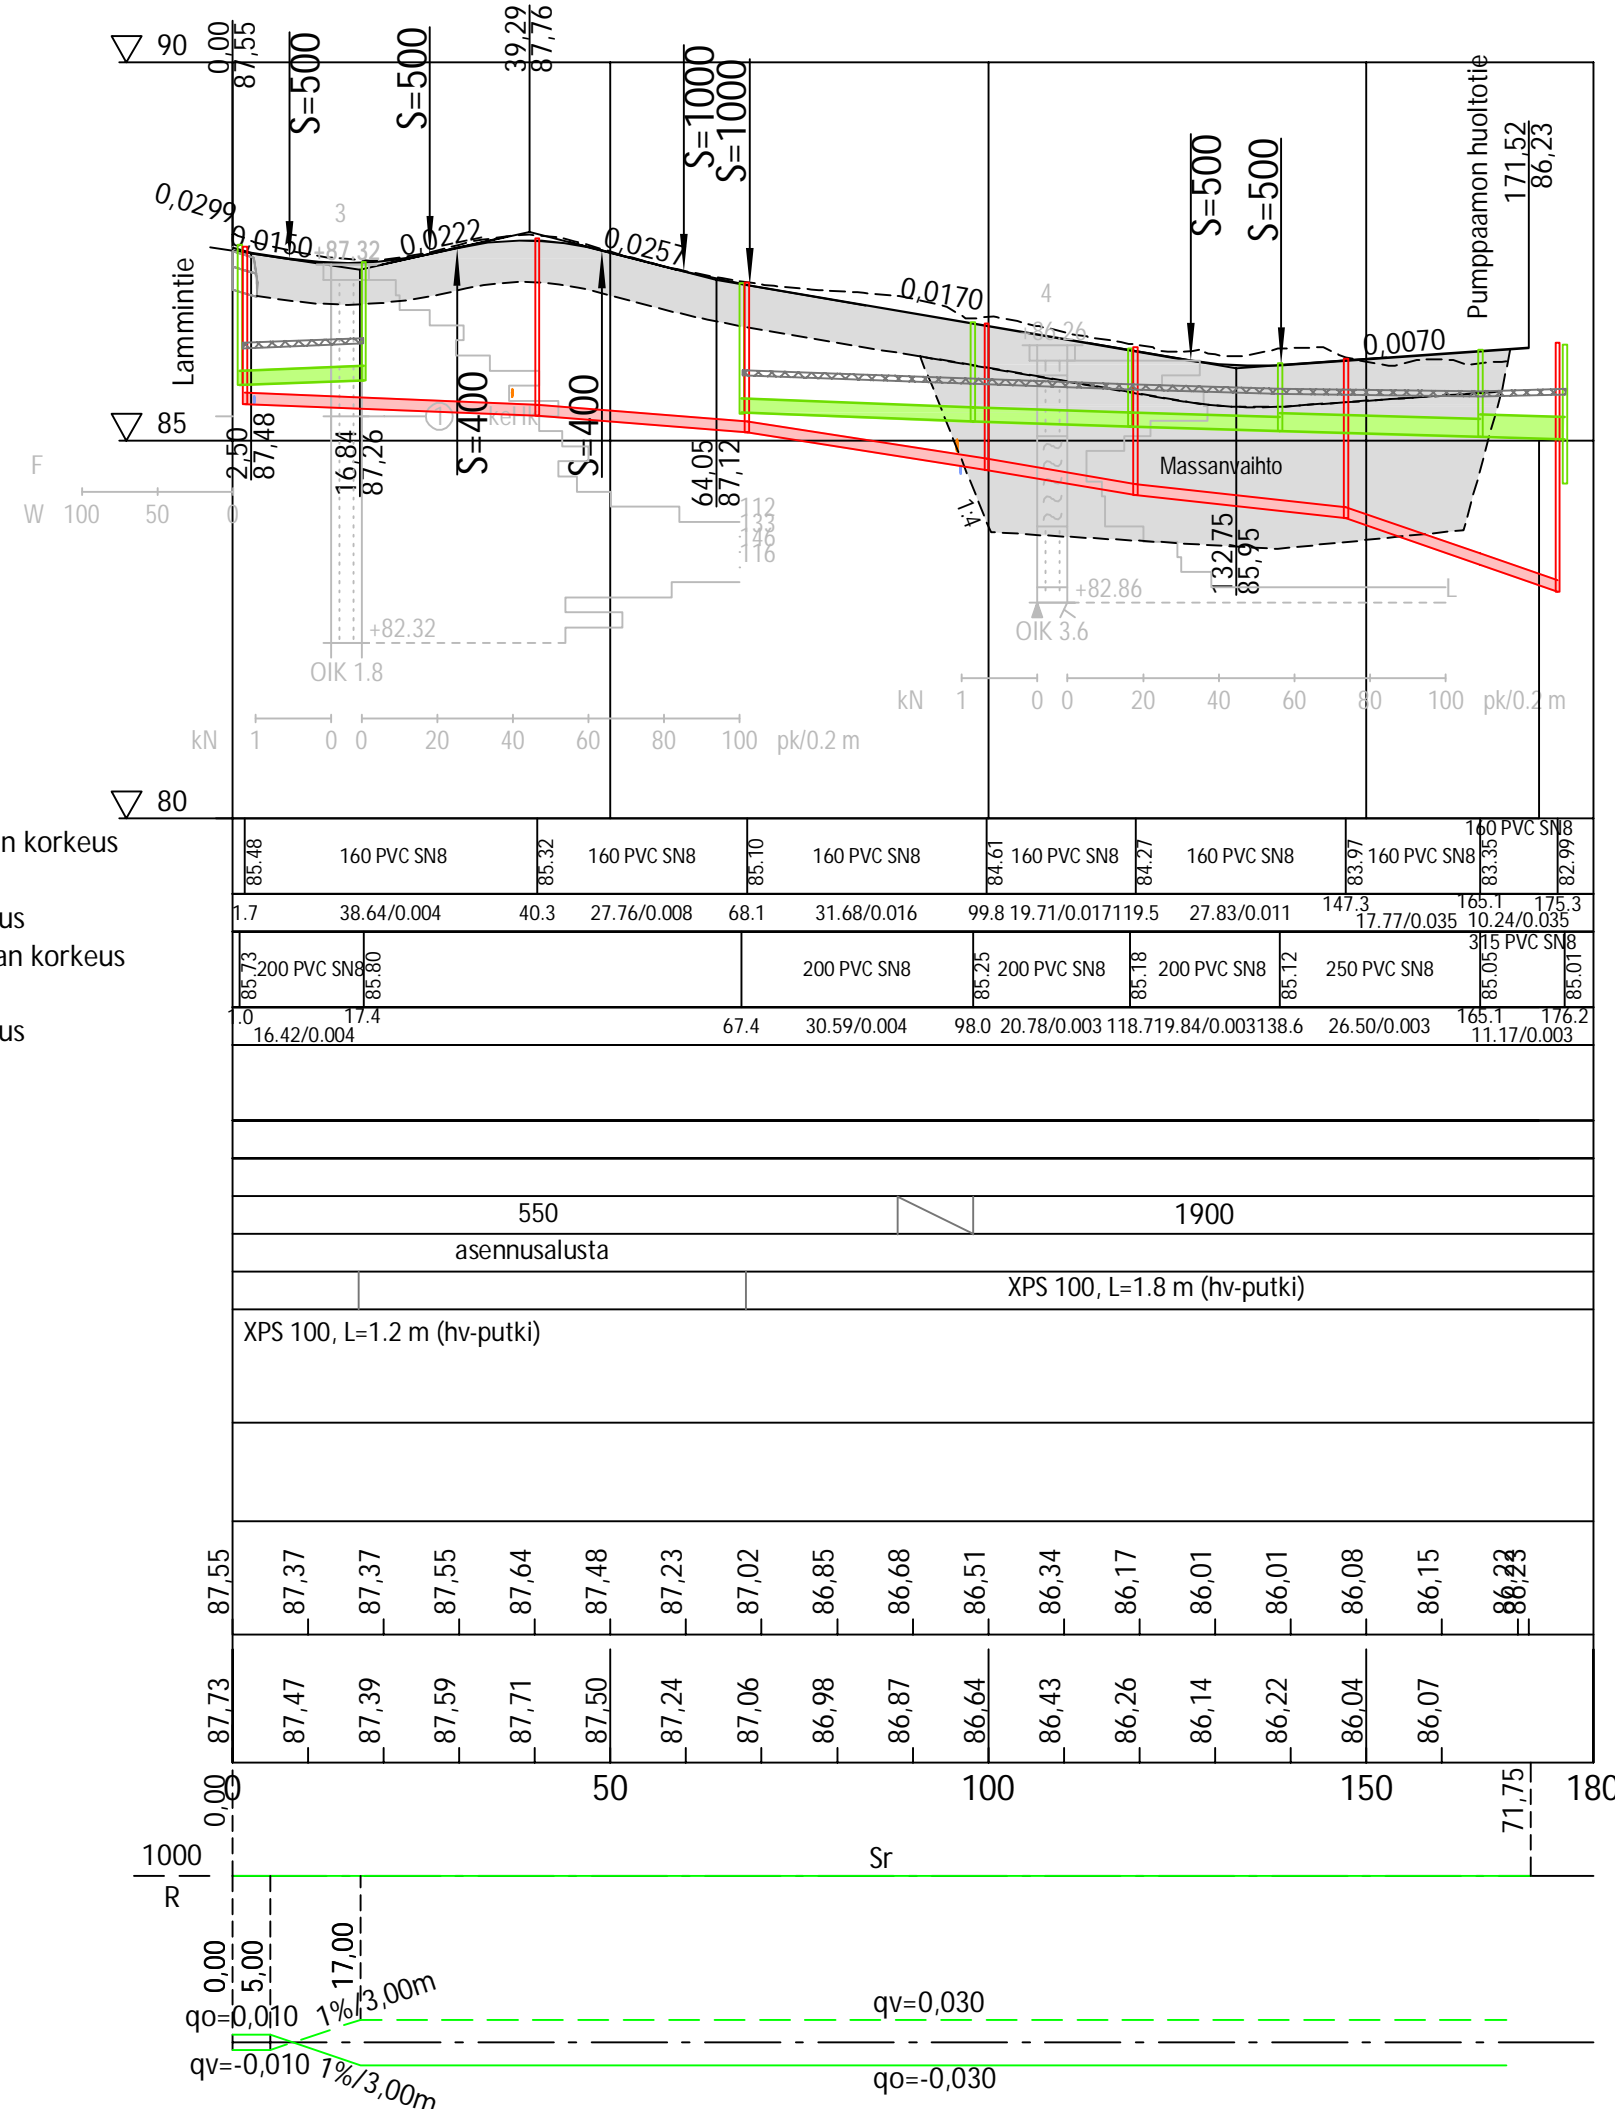 90
0,00
87,55
S=500
S=500
39,29
87,76
S=1000
S=1000
S=500
S=500
Pumppaamon huoltotie
171,52
86,23
0,0299
0,0150
3
+87.32
0,0222
0,0257
0,0170
4
+86.26
0,0070
Lammintie
85
2,50
87,48
16,84
87,26
1
S=400
S=400
64,05
87,12
Massanvaihto
1:4
132,75
85,95
F
W 100 50 0
112
133
146
116
+82.86
L
OIK 3.6
+82.32
OIK 1.8
kN 1 0 0 20 40 60 80 100 pk/0.2 m
kN 1 0 0 20 40 60 80 100 pk/0.2 m
80
n korkeus
85.48 160 PVC SN8 85.32 160 PVC SN8 85.10 160 PVC SN8 84.61 160 PVC SN8 84.27 160 PVC SN8 83.97 160 PVC SN8 83.35 160 PVC SN8 82.99
us
1.7 38.64/0.004 40.3 27.76/0.008 68.1 31.68/0.016 99.8 19.71/0.017 119.5 27.83/0.011 147.3 17.77/0.035 165.1 10.24/0.035 175.3
an korkeus
85.73 200 PVC SN8 85.80 200 PVC SN8 85.25 200 PVC SN8 85.18 200 PVC SN8 85.12 250 PVC SN8 85.05 315 PVC SN8 85.01
us
1.0 16.42/0.004 17.4 67.4 30.59/0.004 98.0 20.78/0.003 118.7 19.84/0.003 138.6 26.50/0.003 165.1 11.17/0.003 176.2
550 1900
asennusalusta
XPS 100, L=1.8 m (hv-putki)
XPS 100, L=1.2 m (hv-putki)
87,55 87,37 87,37 87,55 87,64 87,48 87,23 87,02 86,85 86,68 86,51 86,34 86,17 86,01 86,01 86,08 86,15 86,22 86,23
87,73 87,47 87,39 87,59 87,71 87,50 87,24 87,06 86,98 86,87 86,64 86,43 86,26 86,14 86,22 86,04 86,07
0 50 100 150 180
0,00
71,75
1000
R
Sr
0,00
5,00
17,00
qo=0,010
1%/3,00m
qv=0,030
qv=-0,010
1%/3,00m
qo=-0,030